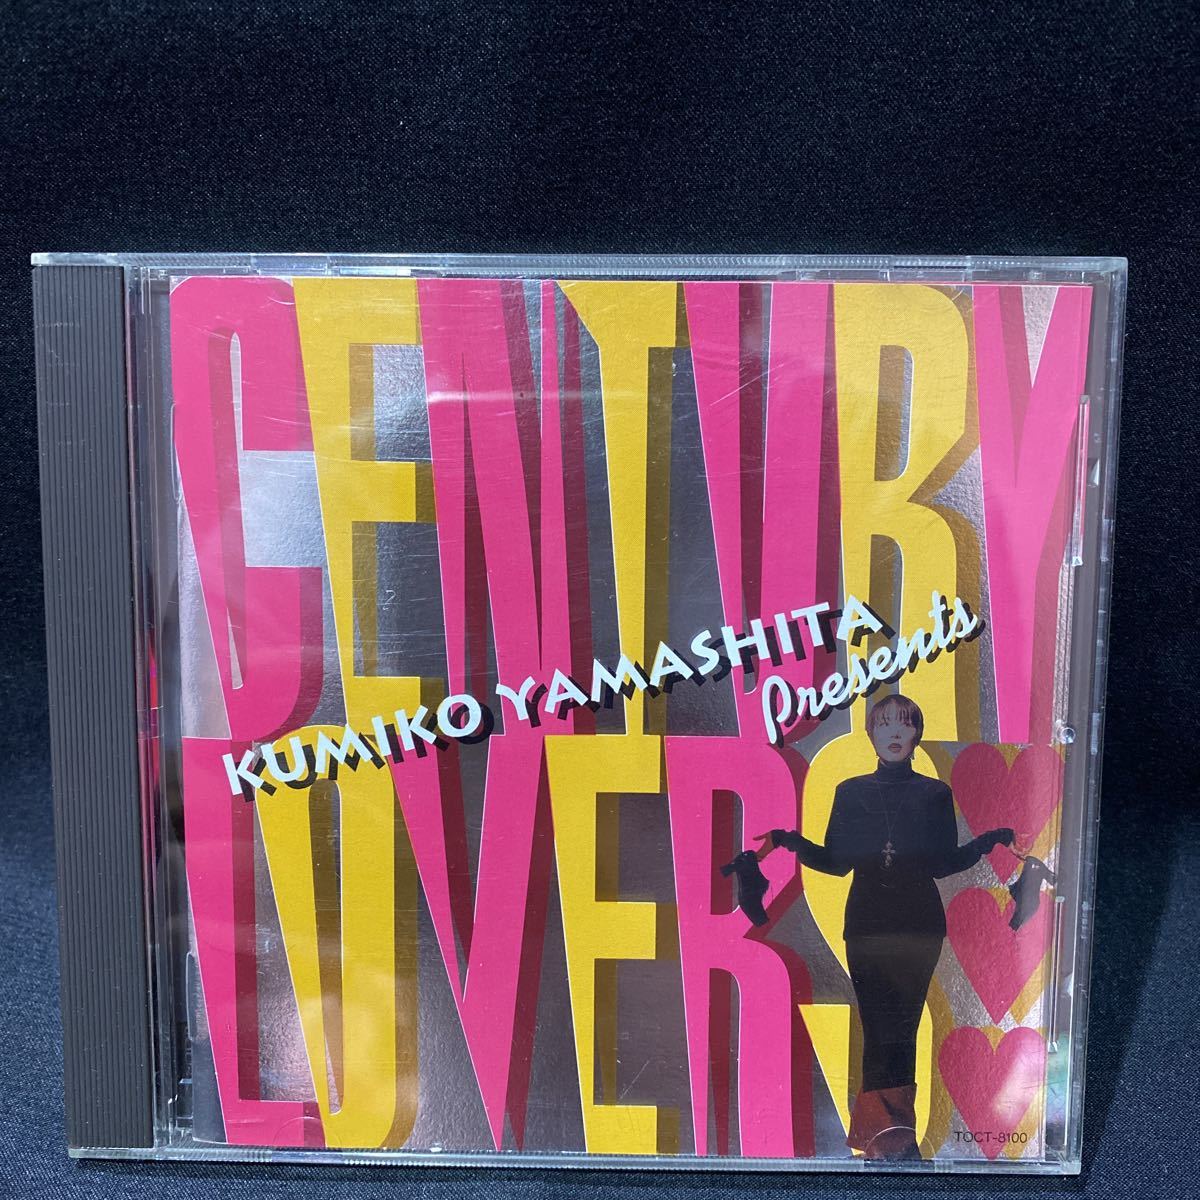 CENTURY
KUMIKO YAMASHITA
Presents
LOVERS
TOCT-8100